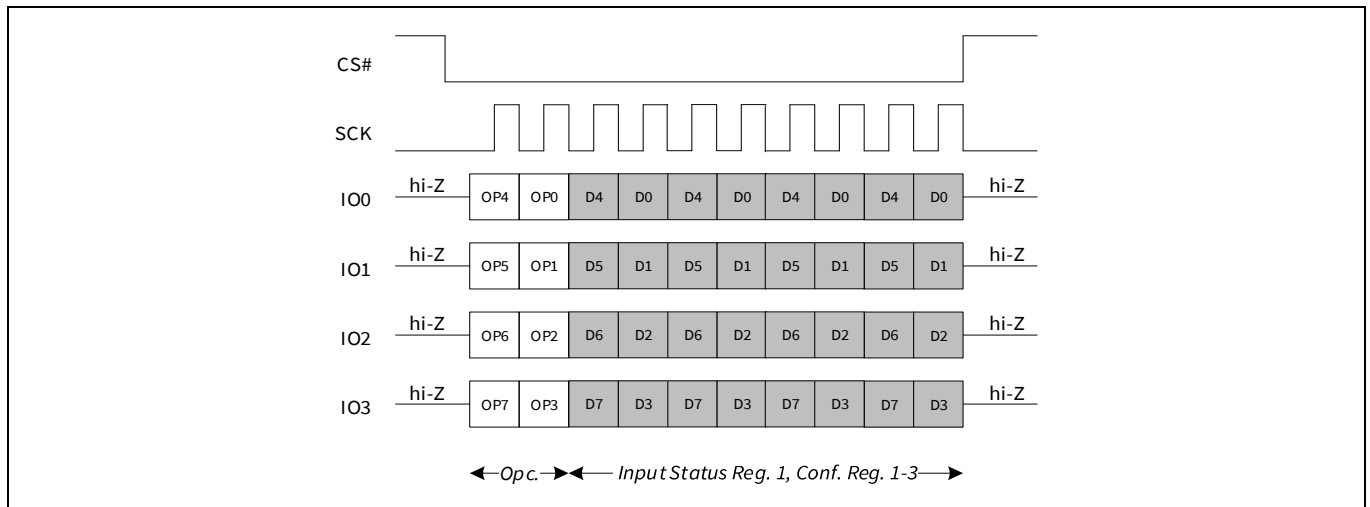 CS#
SCK
IO0 hi-Z OP4 OP0 D4 D0 D4 D0 D4 D0 D4 D0 hi-Z
IO1 hi-Z OP5 OP1 D5 D1 D5 D1 D5 D1 D5 D1 hi-Z
IO2 hi-Z OP6 OP2 D6 D2 D6 D2 D6 D2 D6 D2 hi-Z
IO3 hi-Z OP7 OP3 D7 D3 D7 D3 D7 D3 D7 D3 hi-Z
Opc. Input Status Reg. 1, Conf. Reg. 1-3